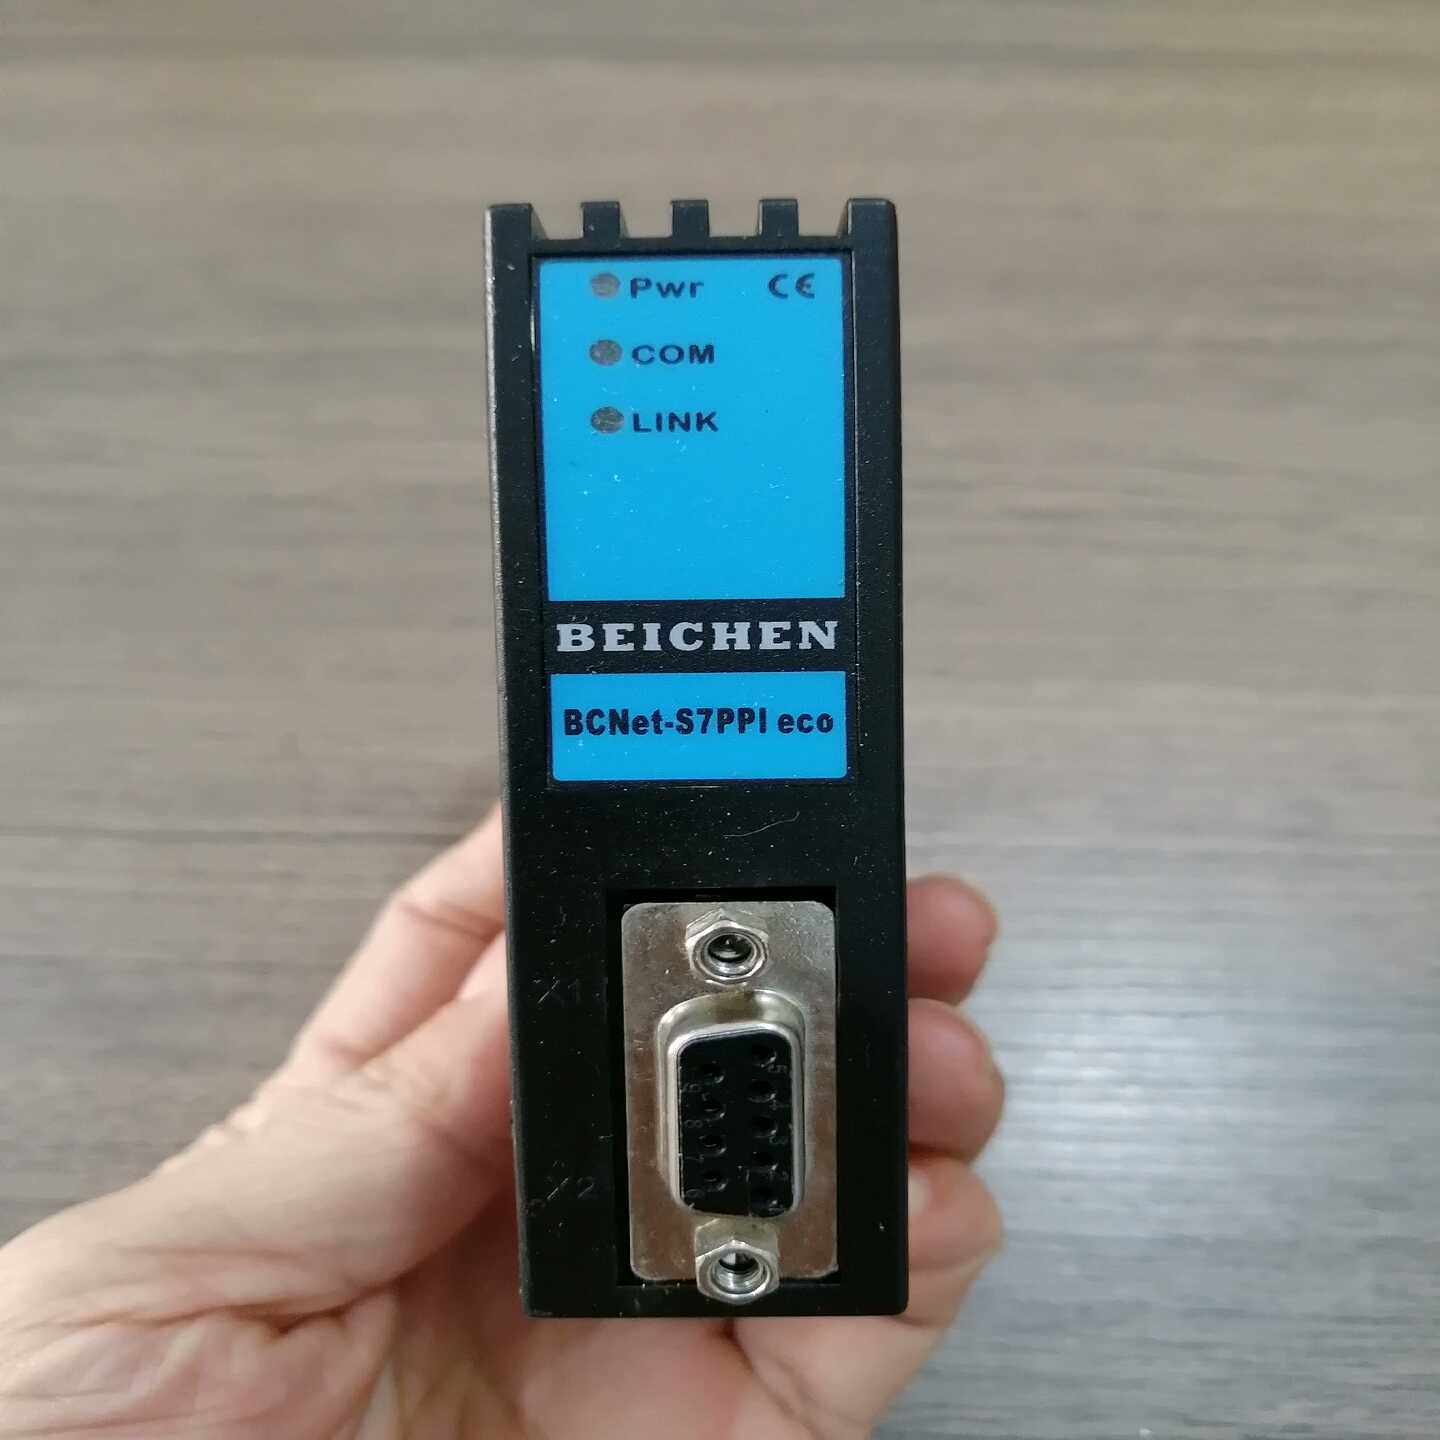 Pwr CE
COM
LINK
BEICHEN
BCNet-S7PPI eco
X1
X2